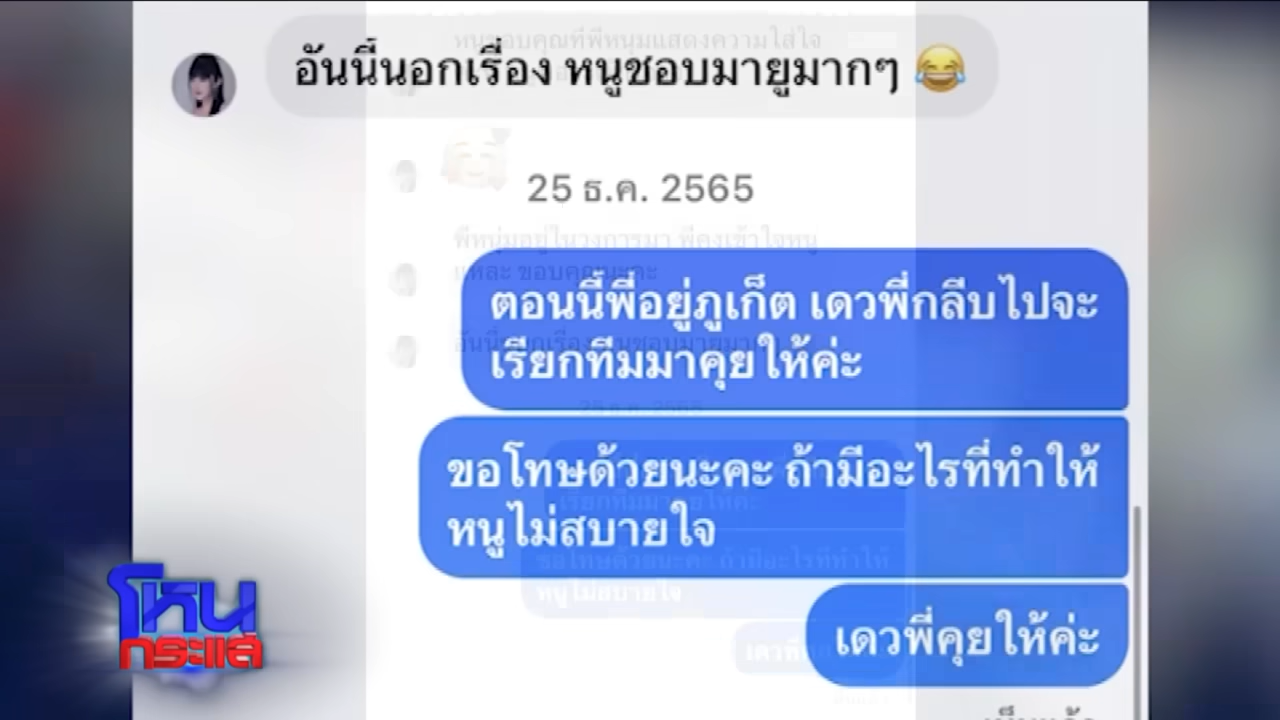 อันนี้นอกเรื่อง หนูชอบมายูมากๆ 😂
25 ธ.ค. 2565
ตอนนี้พี่อยู่ภูเก็ต เดวพี่กลับไปจะ
เรียกทีมมาคุยให้ค่ะ
ขอโทษด้วยนะคะ ถ้ามีอะไรที่ทำให้
หนูไม่สบายใจ
เดวพี่คุยให้ค่ะ
โหนกระแส